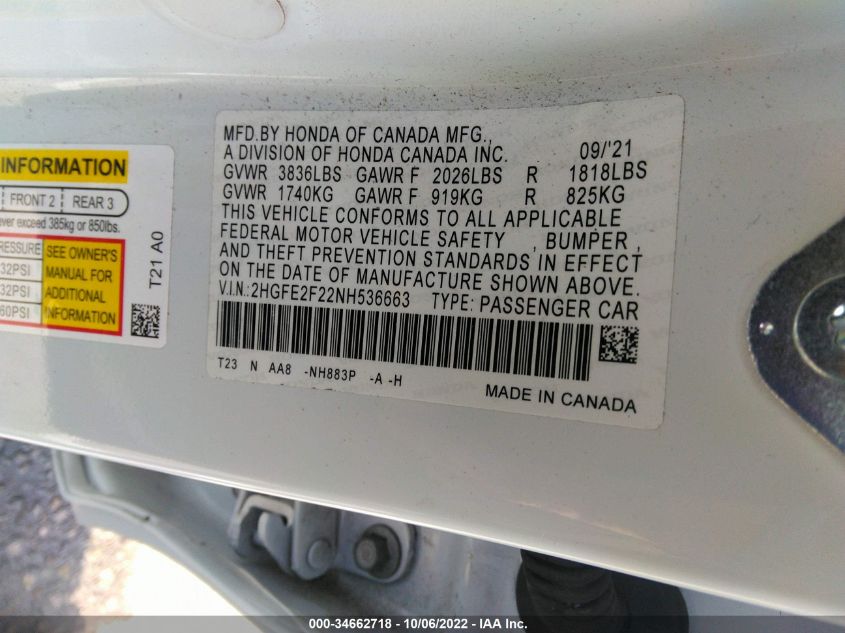 INFORMATION
FRONT 2 REAR 3
ever exceed 385kg or 850lbs.
RESSURE SEE OWNER'S
32PSI MANUAL FOR
32PSI ADDITIONAL
60PSI INFORMATION
T21 A0
MFD.BY HONDA OF CANADA MFG.,
A DIVISION OF HONDA CANADA INC. 09/'21
GVWR 3836LBS GAWR F 2026LBS R 1818LBS
GVWR 1740KG GAWR F 919KG R 825KG
THIS VEHICLE CONFORMS TO ALL APPLICABLE
FEDERAL MOTOR VEHICLE SAFETY , BUMPER ,
AND THEFT PREVENTION STANDARDS IN EFFECT
ON THE DATE OF MANUFACTURE SHOWN ABOVE.
V.I.N.:2HGFE2F22NH536663 TYPE: PASSENGER CAR
T23 N AA8 -NH883P -A -H
MADE IN CANADA
000-34662718 - 10/06/2022 - IAA Inc.